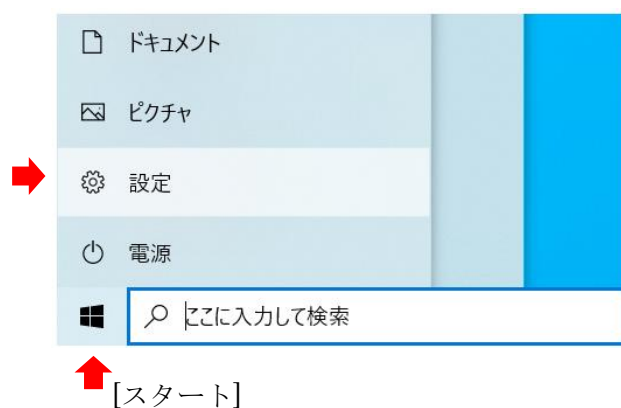 ドキュメント
ピクチャ
設定
電源
ここに入力して検索
[スタート]